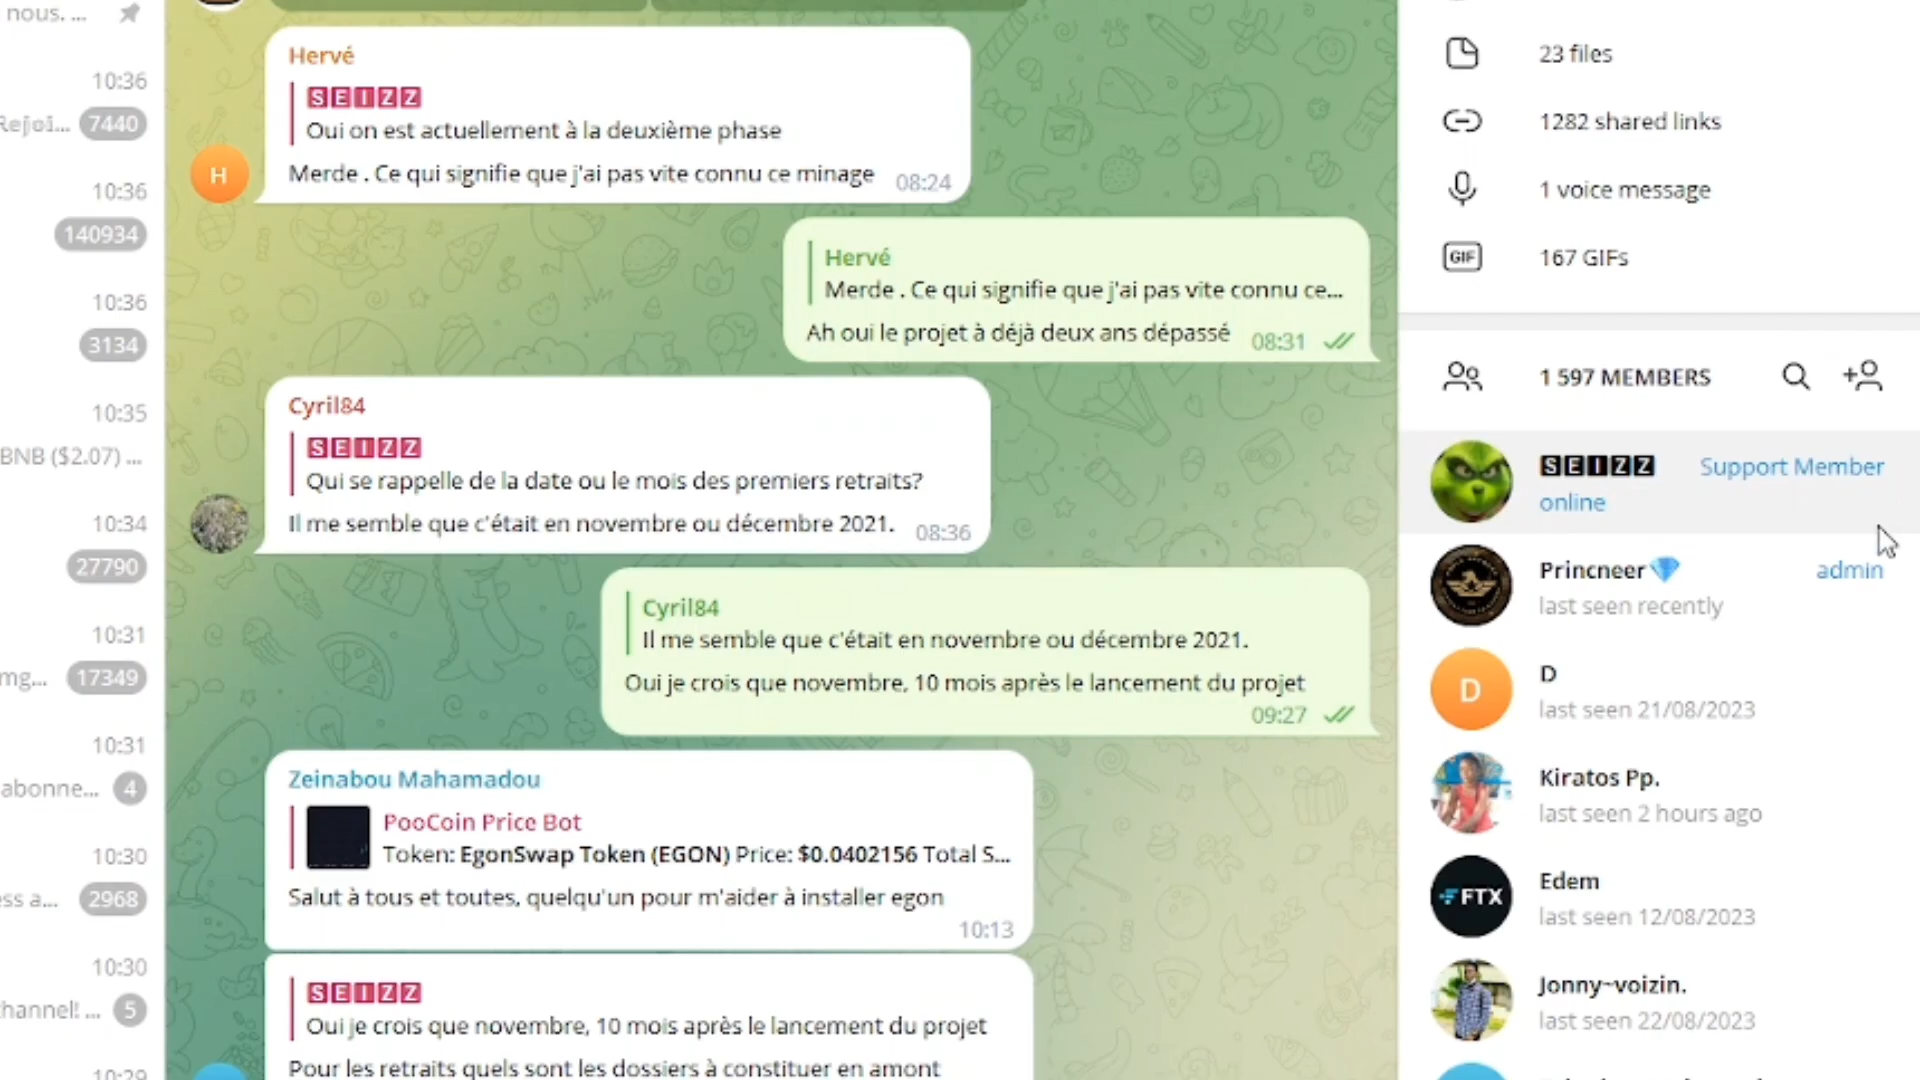 nous. ...
10:36
Rejoi... 7440
10:36
140934
10:36
3134
10:35
BNB ($2.07) ...
10:34
27790
10:31
mg... 17349
10:31
abonne... 4
10:30
ss a... 2968
10:30
hannel! ... 5
10:29
Hervé
SEIZZ
Oui on est actuellement à la deuxième phase
Merde . Ce qui signifie que j'ai pas vite connu ce minage 08:24
H
Hervé
Merde . Ce qui signifie que j'ai pas vite connu ce...
Ah oui le projet à déjà deux ans dépassé 08:31
Cyril84
SEIZZ
Qui se rappelle de la date ou le mois des premiers retraits?
Il me semble que c'était en novembre ou décembre 2021. 08:36
Cyril84
Il me semble que c'était en novembre ou décembre 2021.
Oui je crois que novembre, 10 mois après le lancement du projet
09:27
Zeinabou Mahamadou
PooCoin Price Bot
Token: EgonSwap Token (EGON) Price: $0.0402156 Total S...
Salut à tous et toutes, quelqu'un pour m'aider à installer egon
10:13
SEIZZ
Oui je crois que novembre, 10 mois après le lancement du projet
Pour les retraits quels sont les dossiers à constituer en amont
23 files
1282 shared links
1 voice message
GIF 167 GIFs
1 597 MEMBERS
SEIZZ Support Member
online
Princneer admin
last seen recently
D D
last seen 21/08/2023
Kiratos Pp.
last seen 2 hours ago
FTX Edem
last seen 12/08/2023
Jonny~voizin.
last seen 22/08/2023